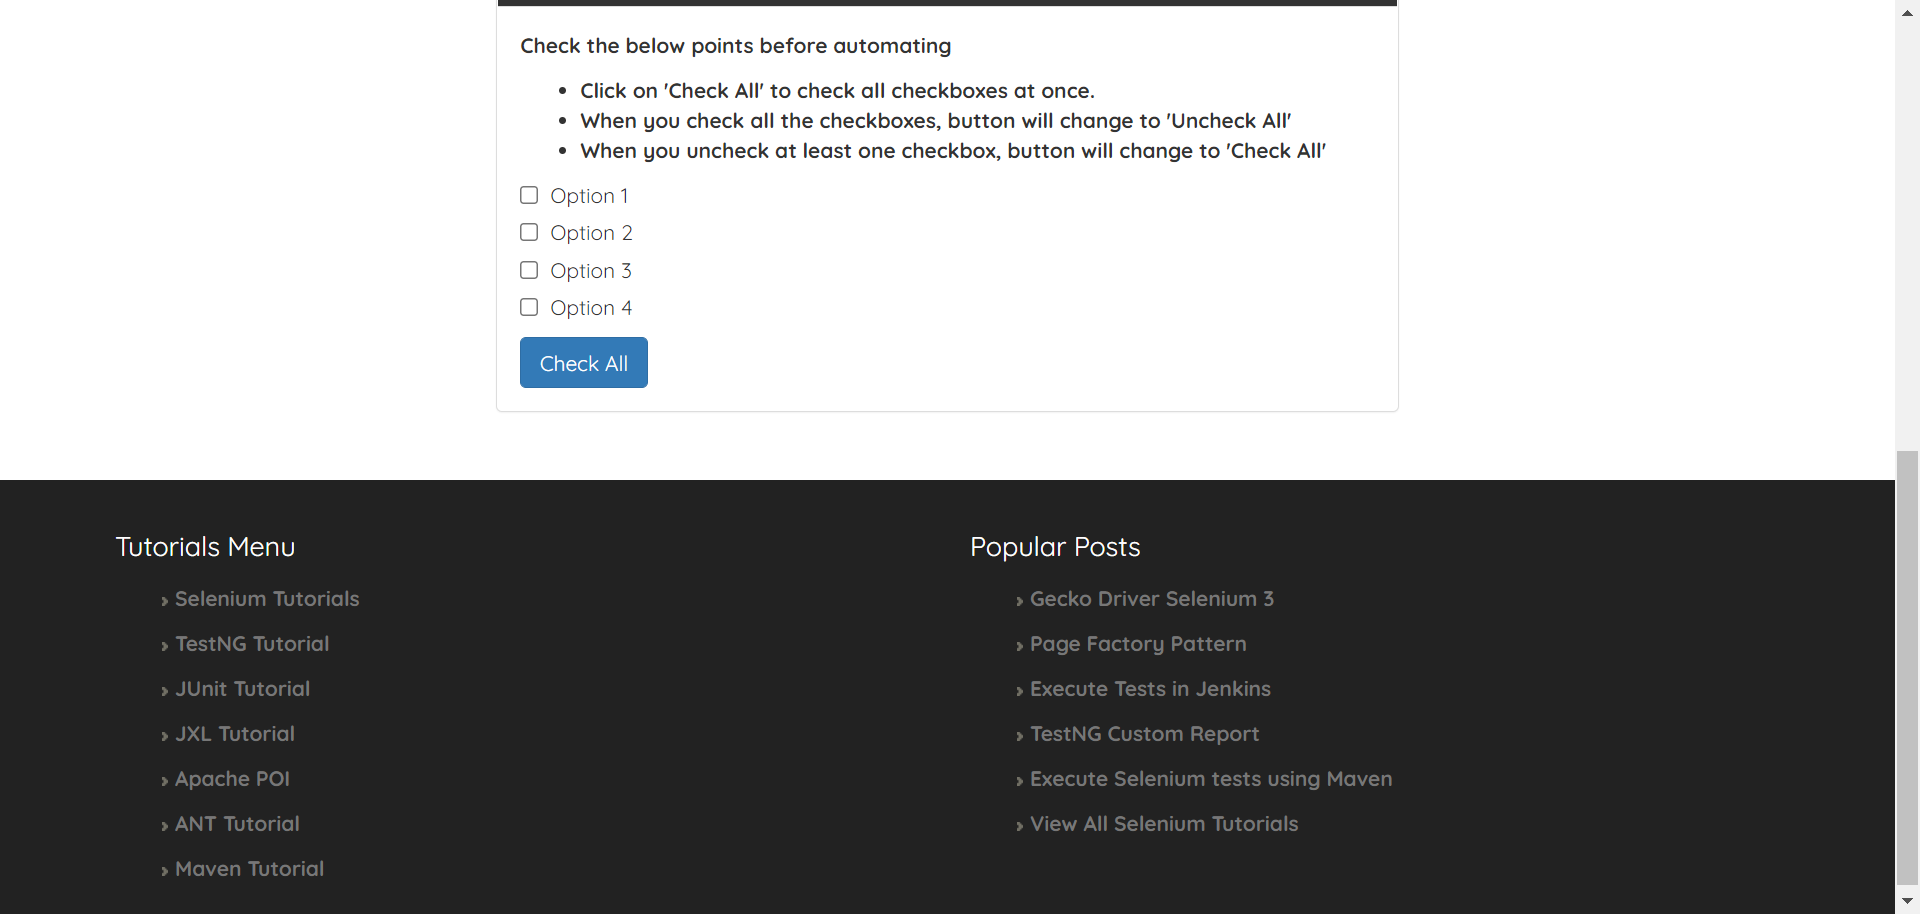 Check the below points before automating
Click on 'Check All' to check all checkboxes at once.
When you check all the checkboxes, button will change to 'Uncheck All'
When you uncheck at least one checkbox, button will change to 'Check All'
Option 1
Option 2
Option 3
Option 4
Check All
Tutorials Menu
Selenium Tutorials
TestNG Tutorial
JUnit Tutorial
JXL Tutorial
Apache POI
ANT Tutorial
Maven Tutorial
Popular Posts
Gecko Driver Selenium 3
Page Factory Pattern
Execute Tests in Jenkins
TestNG Custom Report
Execute Selenium tests using Maven
View All Selenium Tutorials